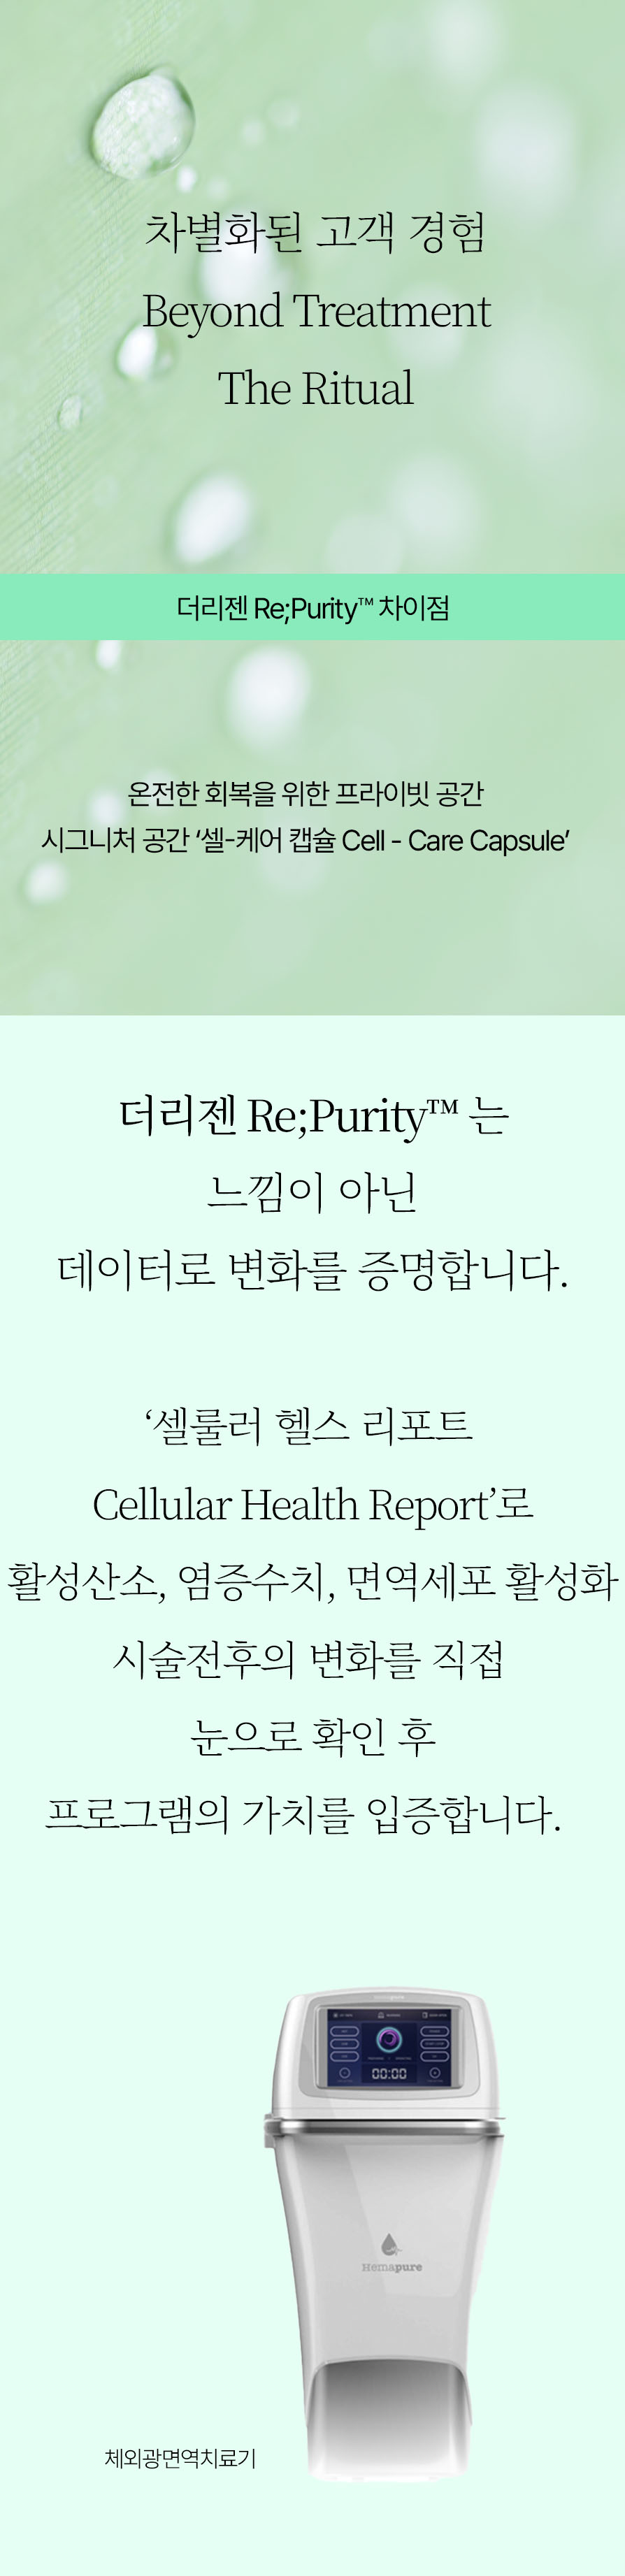 차별화된 고객 경험
Beyond Treatment
The Ritual
더리젠 Re;Purity™ 차이점
온전한 회복을 위한 프라이빗 공간
시그니처 공간 ‘셀-케어 캡슐 Cell - Care Capsule’
더리젠 Re;Purity™ 는
느낌이 아닌
데이터로 변화를 증명합니다.
‘셀룰러 헬스 리포트
Cellular Health Report’로
활성산소, 염증수치, 면역세포 활성화
시술전후의 변화를 직접
눈으로 확인 후
프로그램의 가치를 입증합니다.
00:00
Hemapure
체외광면역치료기